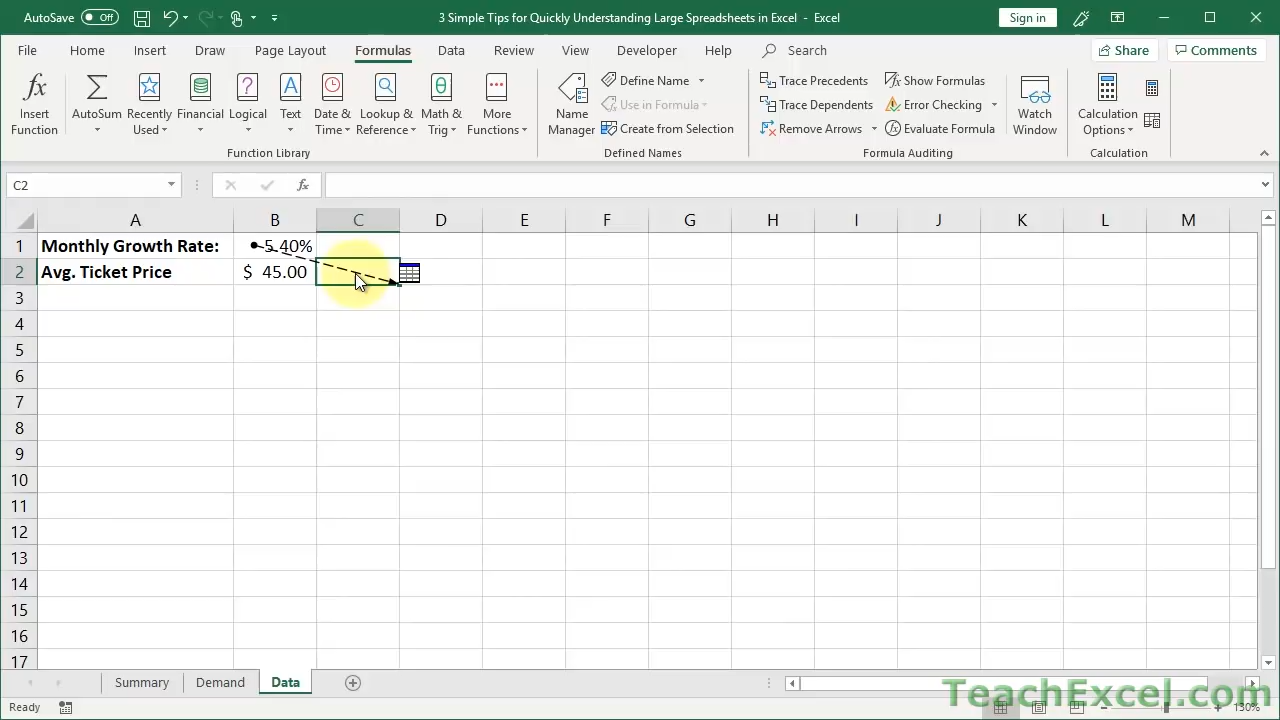 AutoSave Off 3 Simple Tips for Quickly Understanding Large Spreadsheets in Excel - Excel Sign in
File Home Insert Draw Page Layout Formulas Data Review View Developer Help Search Share Comments
fx Insert Function
AutoSum
Recently Used
Financial
Logical
Text
Date & Time
Lookup & Reference
Math & Trig
More Functions
Function Library
Name Manager
Define Name
Use in Formula
Create from Selection
Defined Names
Trace Precedents
Trace Dependents
Remove Arrows
Show Formulas
Error Checking
Evaluate Formula
Formula Auditing
Watch Window
Calculation Options
Calculation
C2 fx
A B C D E F G H I J K L M
1 Monthly Growth Rate: 5.40%
2 Avg. Ticket Price $ 45.00
3
4
5
6
7
8
9
10
11
12
13
14
15
16
17
Summary Demand Data
TeachExcel.com
Ready 130%